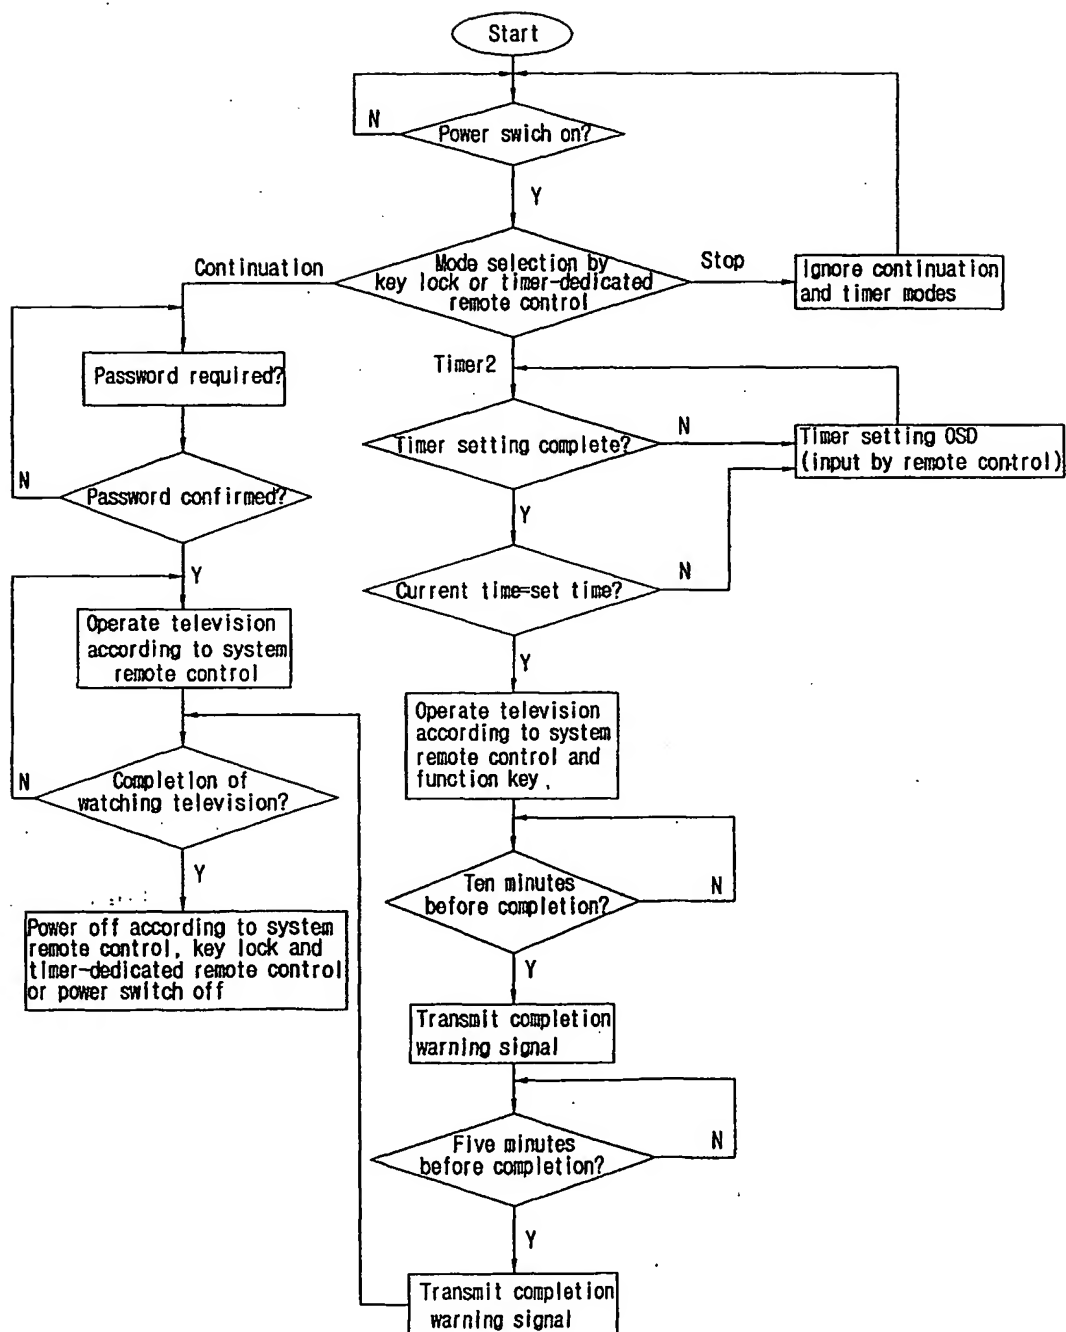 Start
N
Power swich on?
Y
Continuation
Mode selection by
key lock or timer-dedicated
remote control
Stop
Ignore continuation
and timer modes
Timer2
Password required?
N
Password confirmed?
Y
Timer setting complete?
N
Timer setting OSD
(input by remote control)
Y
Current time=set time?
N
Y
Operate television
according to system
remote control
Operate television
according to system
remote control and
function key
N
Completion of
watching television?
Y
Power off according to system
remote control, key lock and
timer-dedicated remote control
or power switch off
Ten minutes
before completion?
N
Y
Transmit completion
warning signal
Five minutes
before completion?
N
Y
Transmit completion
warning signal